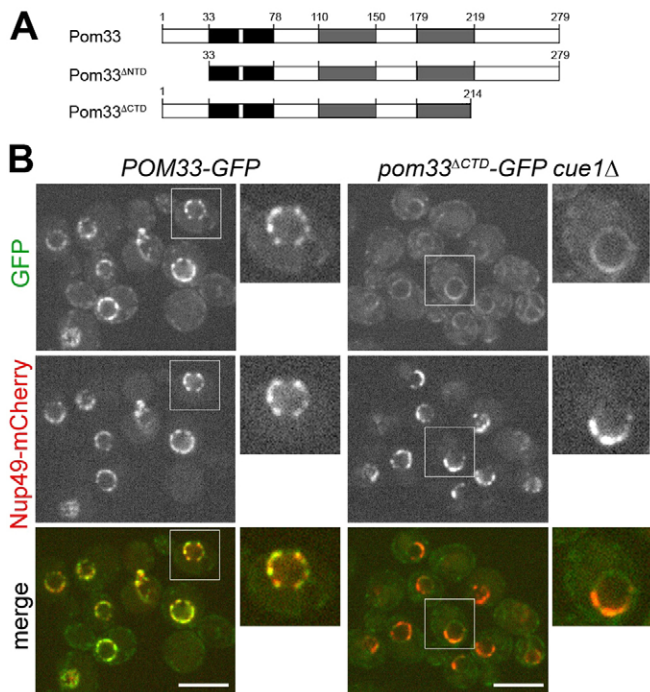 A
1 33 78 110 150 179 219 279
Pom33
33 279
Pom33ΔNTD
1 214
Pom33ΔCTD
B
POM33-GFP pom33ΔCTD-GFP cue1Δ
GFP
Nup49-mCherry
merge